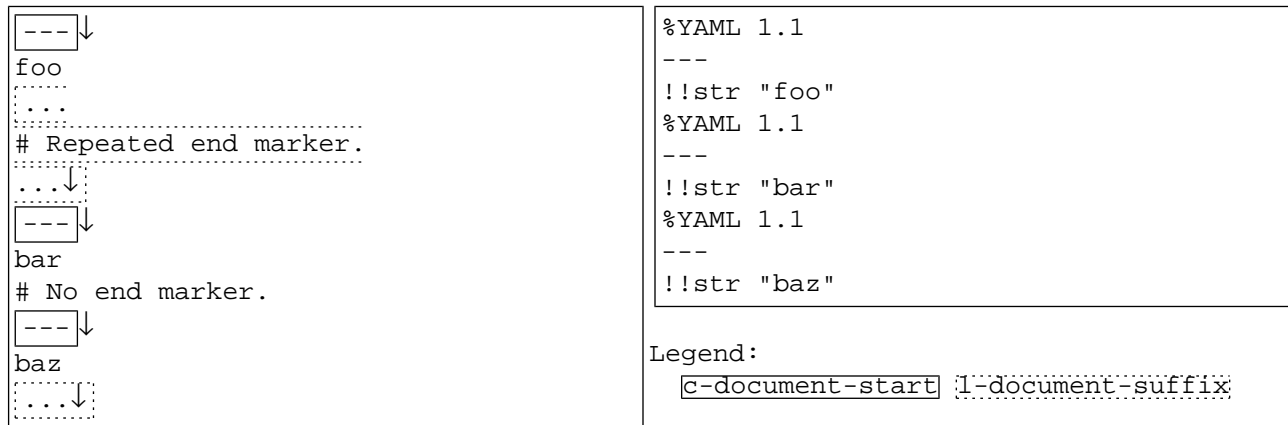 ---↓
foo
...
# Repeated end marker.
...↓
---↓
bar
# No end marker.
---↓
baz
...↓
%YAML 1.1
---
!!str "foo"
%YAML 1.1
---
!!str "bar"
%YAML 1.1
---
!!str "baz"
Legend:
c-document-start l-document-suffix